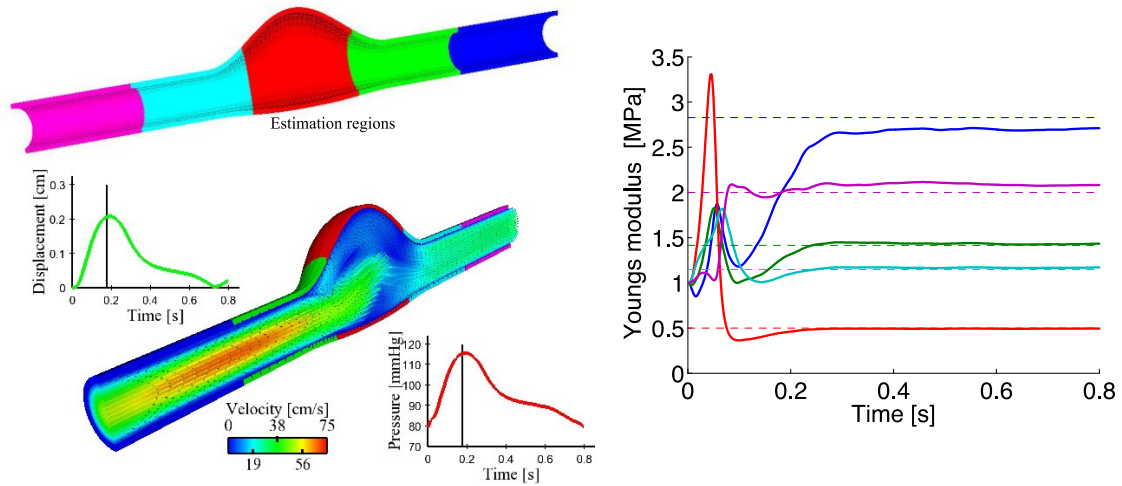 Estimation regions
Displacement [cm]
0.3
0.2
0.1
0
0 0.2 0.4 0.6 0.8
Time [s]
Velocity [cm/s]
0 38 75
19 56
Pressure [mmHg]
120
110
100
90
80
70
0 0.2 0.4 0.6 0.8
Time [s]
Youngs modulus [MPa]
3.5
3
2.5
2
1.5
1
0.5
0
0 0.2 0.4 0.6 0.8
Time [s]